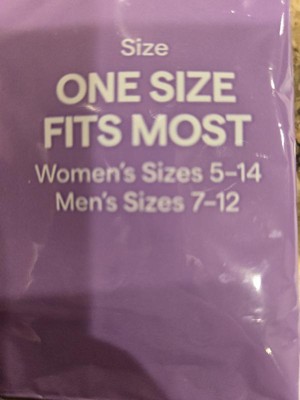 Size
ONE SIZE
FITS MOST
Women's Sizes 5–14
Men's Sizes 7–12